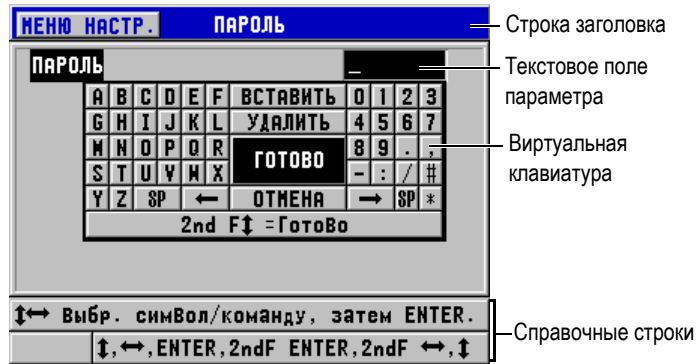 МЕНЮ НАСТР. ПАРОЛЬ
Строка заголовка
ПАРОЛЬ _
Текстовое поле
параметра
A B C D E F ВСТАВИТЬ 0 1 2 3
G H I J K L УДАЛИТЬ 4 5 6 7
M N O P Q R ГОТОВО 8 9 . ,
Виртуальная
клавиатура
S T U V W X - : / #
Y Z SP ← ОТМЕНА → SP *
2nd F↕ =ГотоВо
↕↔ Выбр. симВол/команду, затем ENTER.
Справочные строки
↕,↔,ENTER,2ndF ENTER,2ndF ↔,↕